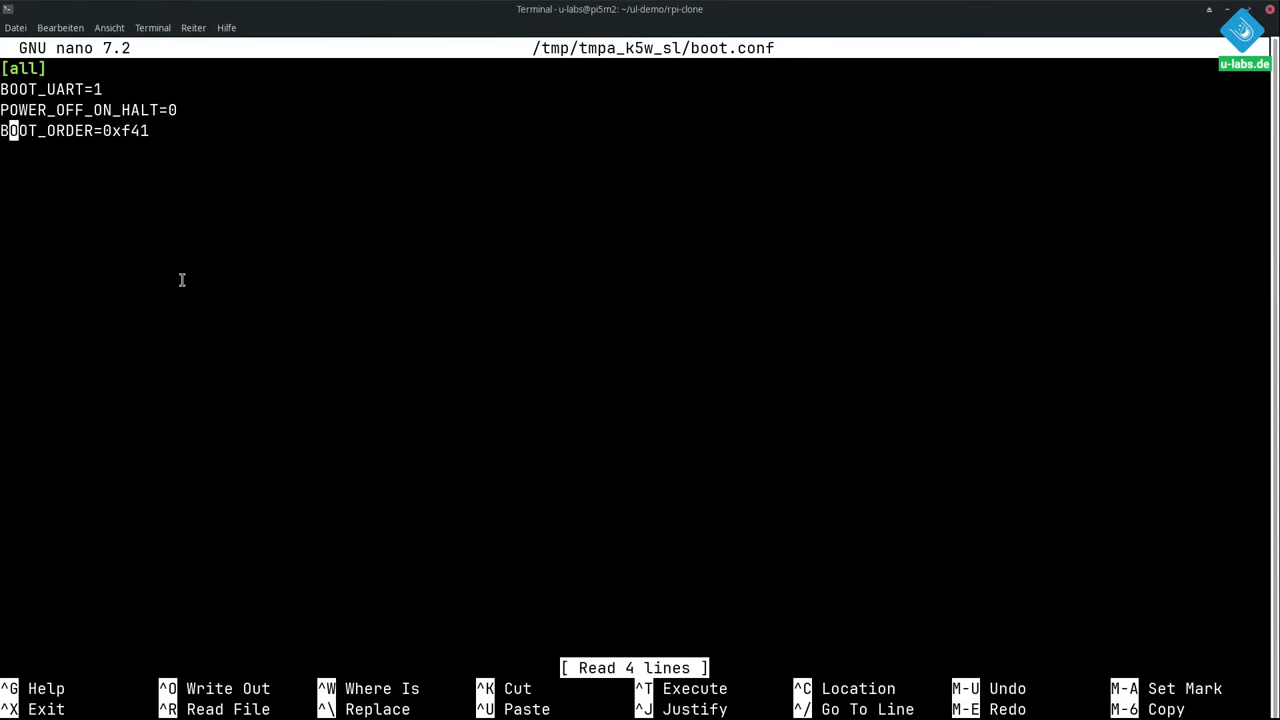 Terminal - u-labs@pi5m2: ~/ul-demo/rpi-clone
Datei Bearbeiten Ansicht Terminal Reiter Hilfe
GNU nano 7.2 /tmp/tmpa_k5w_sl/boot.conf
u-labs.de
[all]
BOOT_UART=1
POWER_OFF_ON_HALT=0
BOOT_ORDER=0xf41
[ Read 4 lines ]
^G Help ^O Write Out ^W Where Is ^K Cut ^T Execute ^C Location M-U Undo M-A Set Mark
^X Exit ^R Read File ^\ Replace ^U Paste ^J Justify ^/ Go To Line M-E Redo M-6 Copy